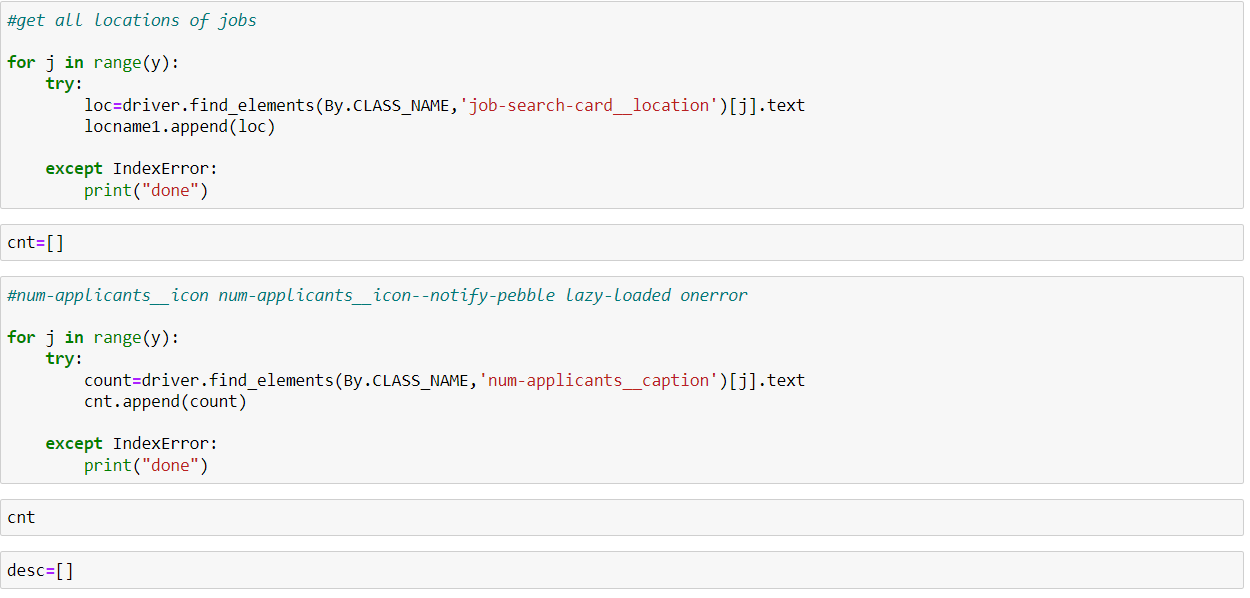 #get all locations of jobs
for j in range(y):
    try:
        loc=driver.find_elements(By.CLASS_NAME,'job-search-card__location')[j].text
        locname1.append(loc)
    except IndexError:
        print("done")
cnt=[]
#num-applicants__icon num-applicants__icon--notify-pebble lazy-loaded onerror
for j in range(y):
    try:
        count=driver.find_elements(By.CLASS_NAME,'num-applicants__caption')[j].text
        cnt.append(count)
    except IndexError:
        print("done")
cnt
desc=[]